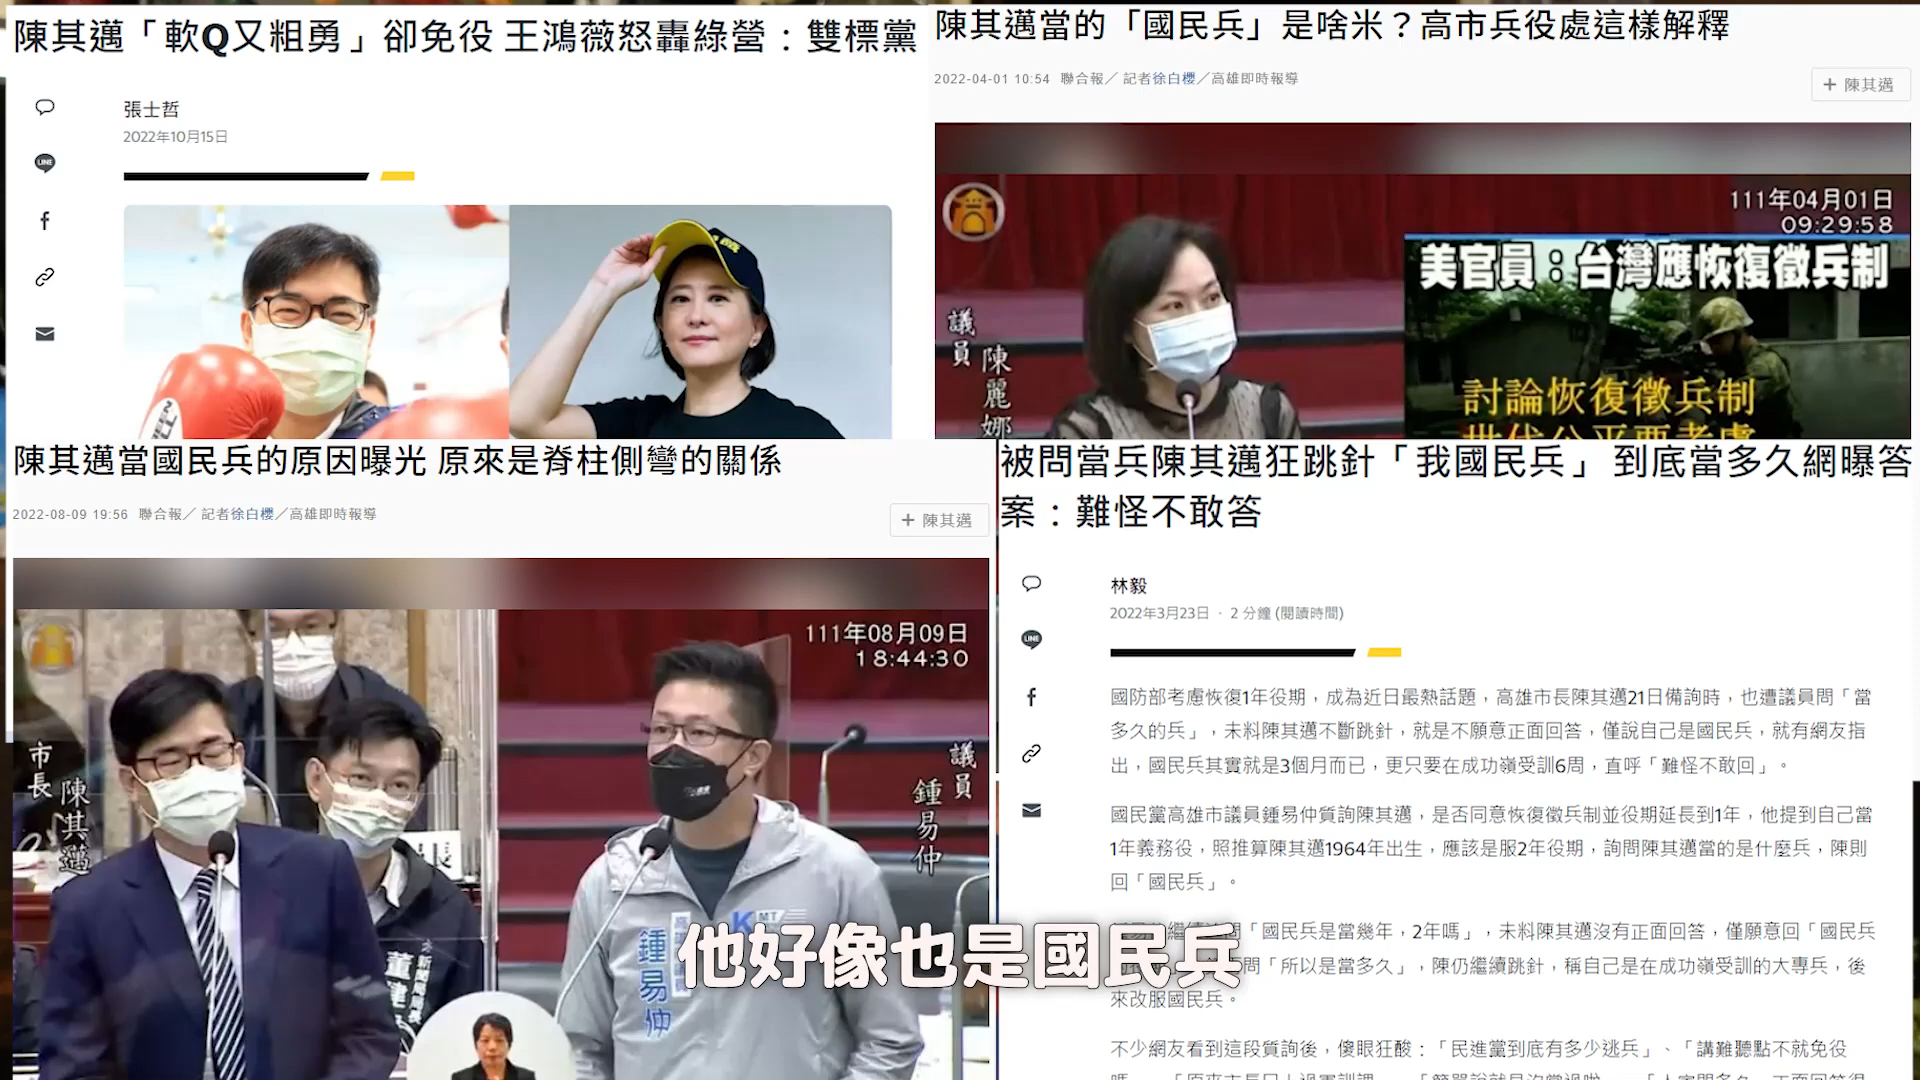 陳其邁「軟Q又粗勇」卻免役 王鴻薇怒轟綠營：雙標黨
張士哲
2022年10月15日
LINE
陳其邁當的「國民兵」是啥米？高市兵役處這樣解釋
2022-04-01 10:54 聯合報／ 記者徐白櫻／高雄即時報導
+ 陳其邁
111年04月01日
09:29:58
美官員：台灣應恢復徵兵制
議員
陳麗娜
討論恢復徵兵制
世代公平要考慮
陳其邁當國民兵的原因曝光 原來是脊柱側彎的關係
2022-08-09 19:56 聯合報／ 記者徐白櫻／高雄即時報導
+ 陳其邁
111年08月09日
18:44:30
市長
陳其邁
議員
鍾易仲
KMT
鍾易仲
被問當兵陳其邁狂跳針「我國民兵」 到底當多久網曝答
案：難怪不敢答
林毅
2022年3月23日 · 2 分鐘 (閱讀時間)
LINE
國防部考慮恢復1年役期，成為近日最熱話題，高雄市長陳其邁21日備詢時，也遭議員問「當
多久的兵」，未料陳其邁不斷跳針，就是不願意正面回答，僅說自己是國民兵，就有網友指
出，國民兵其實就是3個月而已，更只要在成功嶺受訓6周，直呼「難怪不敢回」。
國民黨高雄市議員鍾易仲質詢陳其邁，是否同意恢復徵兵制並役期延長到1年，他提到自己當
1年義務役，照推算陳其邁1964年出生，應該是服2年役期，詢問陳其邁當的是什麼兵，陳則
回「國民兵」。
「國民兵是當幾年，2年嗎」，未料陳其邁沒有正面回答，僅願意回「國民兵
問「所以是當多久」，陳仍繼續跳針，稱自己是在成功嶺受訓的大專兵，後
來改服國民兵。
不少網友看到這段質詢後，傻眼狂酸：「民進黨到底有多少逃兵」、「講難聽點不就免役
他好像也是國民兵